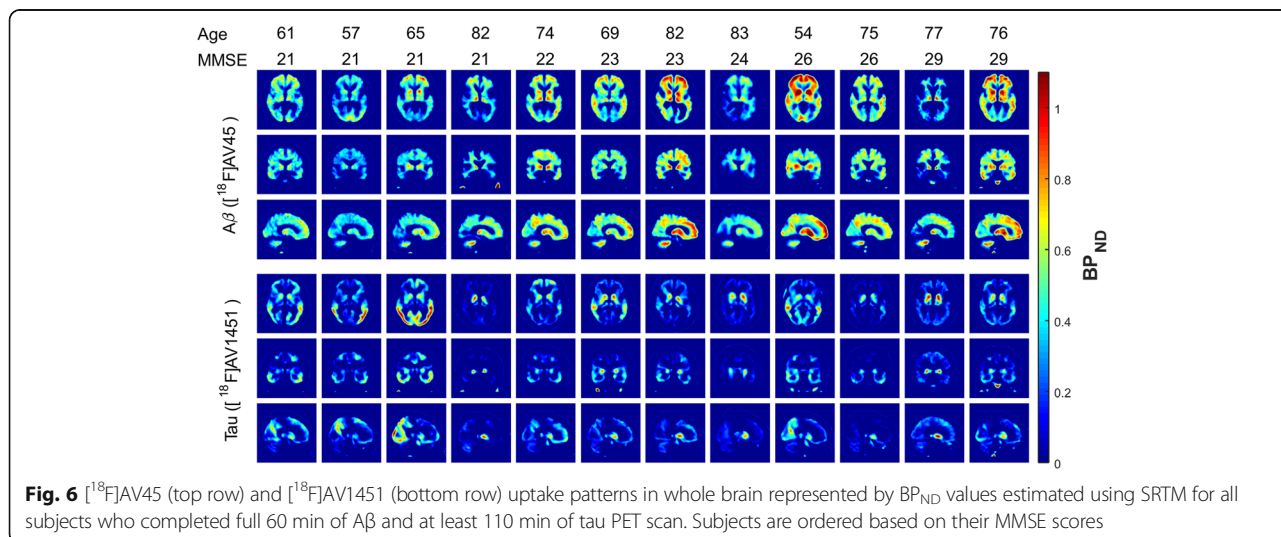 Age 61 57 65 82 74 69 82 83 54 75 77 76
MMSE 21 21 21 21 22 23 23 24 26 26 29 29
Aβ ([¹⁸F]AV45 )
Tau ([ ¹⁸F]AV1451 )
1
0.8
0.6
0.4
0.2
0
BP_ND
Fig. 6 [¹⁸F]AV45 (top row) and [¹⁸F]AV1451 (bottom row) uptake patterns in whole brain represented by BP_ND values estimated using SRTM for all
subjects who completed full 60 min of Aβ and at least 110 min of tau PET scan. Subjects are ordered based on their MMSE scores